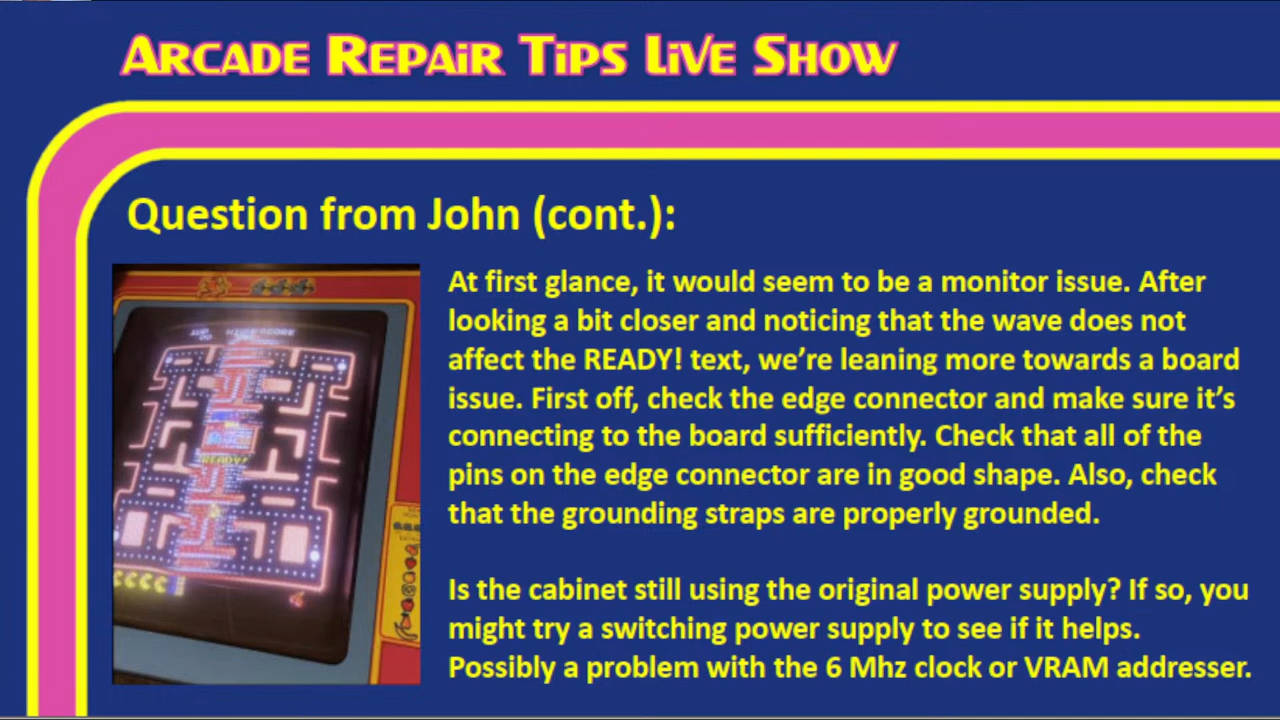 Arcade Repair Tips Live Show
Question from John (cont.):
1UP HIGH SCORE
00
READY!
At first glance, it would seem to be a monitor issue. After
looking a bit closer and noticing that the wave does not
affect the READY! text, we’re leaning more towards a board
issue. First off, check the edge connector and make sure it’s
connecting to the board sufficiently. Check that all of the
pins on the edge connector are in good shape. Also, check
that the grounding straps are properly grounded.
Is the cabinet still using the original power supply? If so, you
might try a switching power supply to see if it helps.
Possibly a problem with the 6 Mhz clock or VRAM addresser.